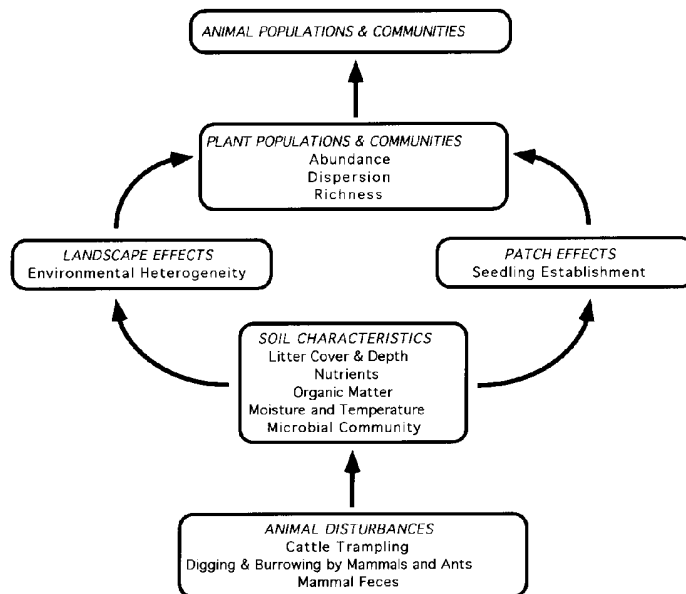 ANIMAL POPULATIONS & COMMUNITIES
PLANT POPULATIONS & COMMUNITIES
Abundance
Dispersion
Richness
LANDSCAPE EFFECTS
Environmental Heterogeneity
PATCH EFFECTS
Seedling Establishment
SOIL CHARACTERISTICS
Litter Cover & Depth
Nutrients
Organic Matter
Moisture and Temperature
Microbial Community
ANIMAL DISTURBANCES
Cattle Trampling
Digging & Burrowing by Mammals and Ants
Mammal Feces